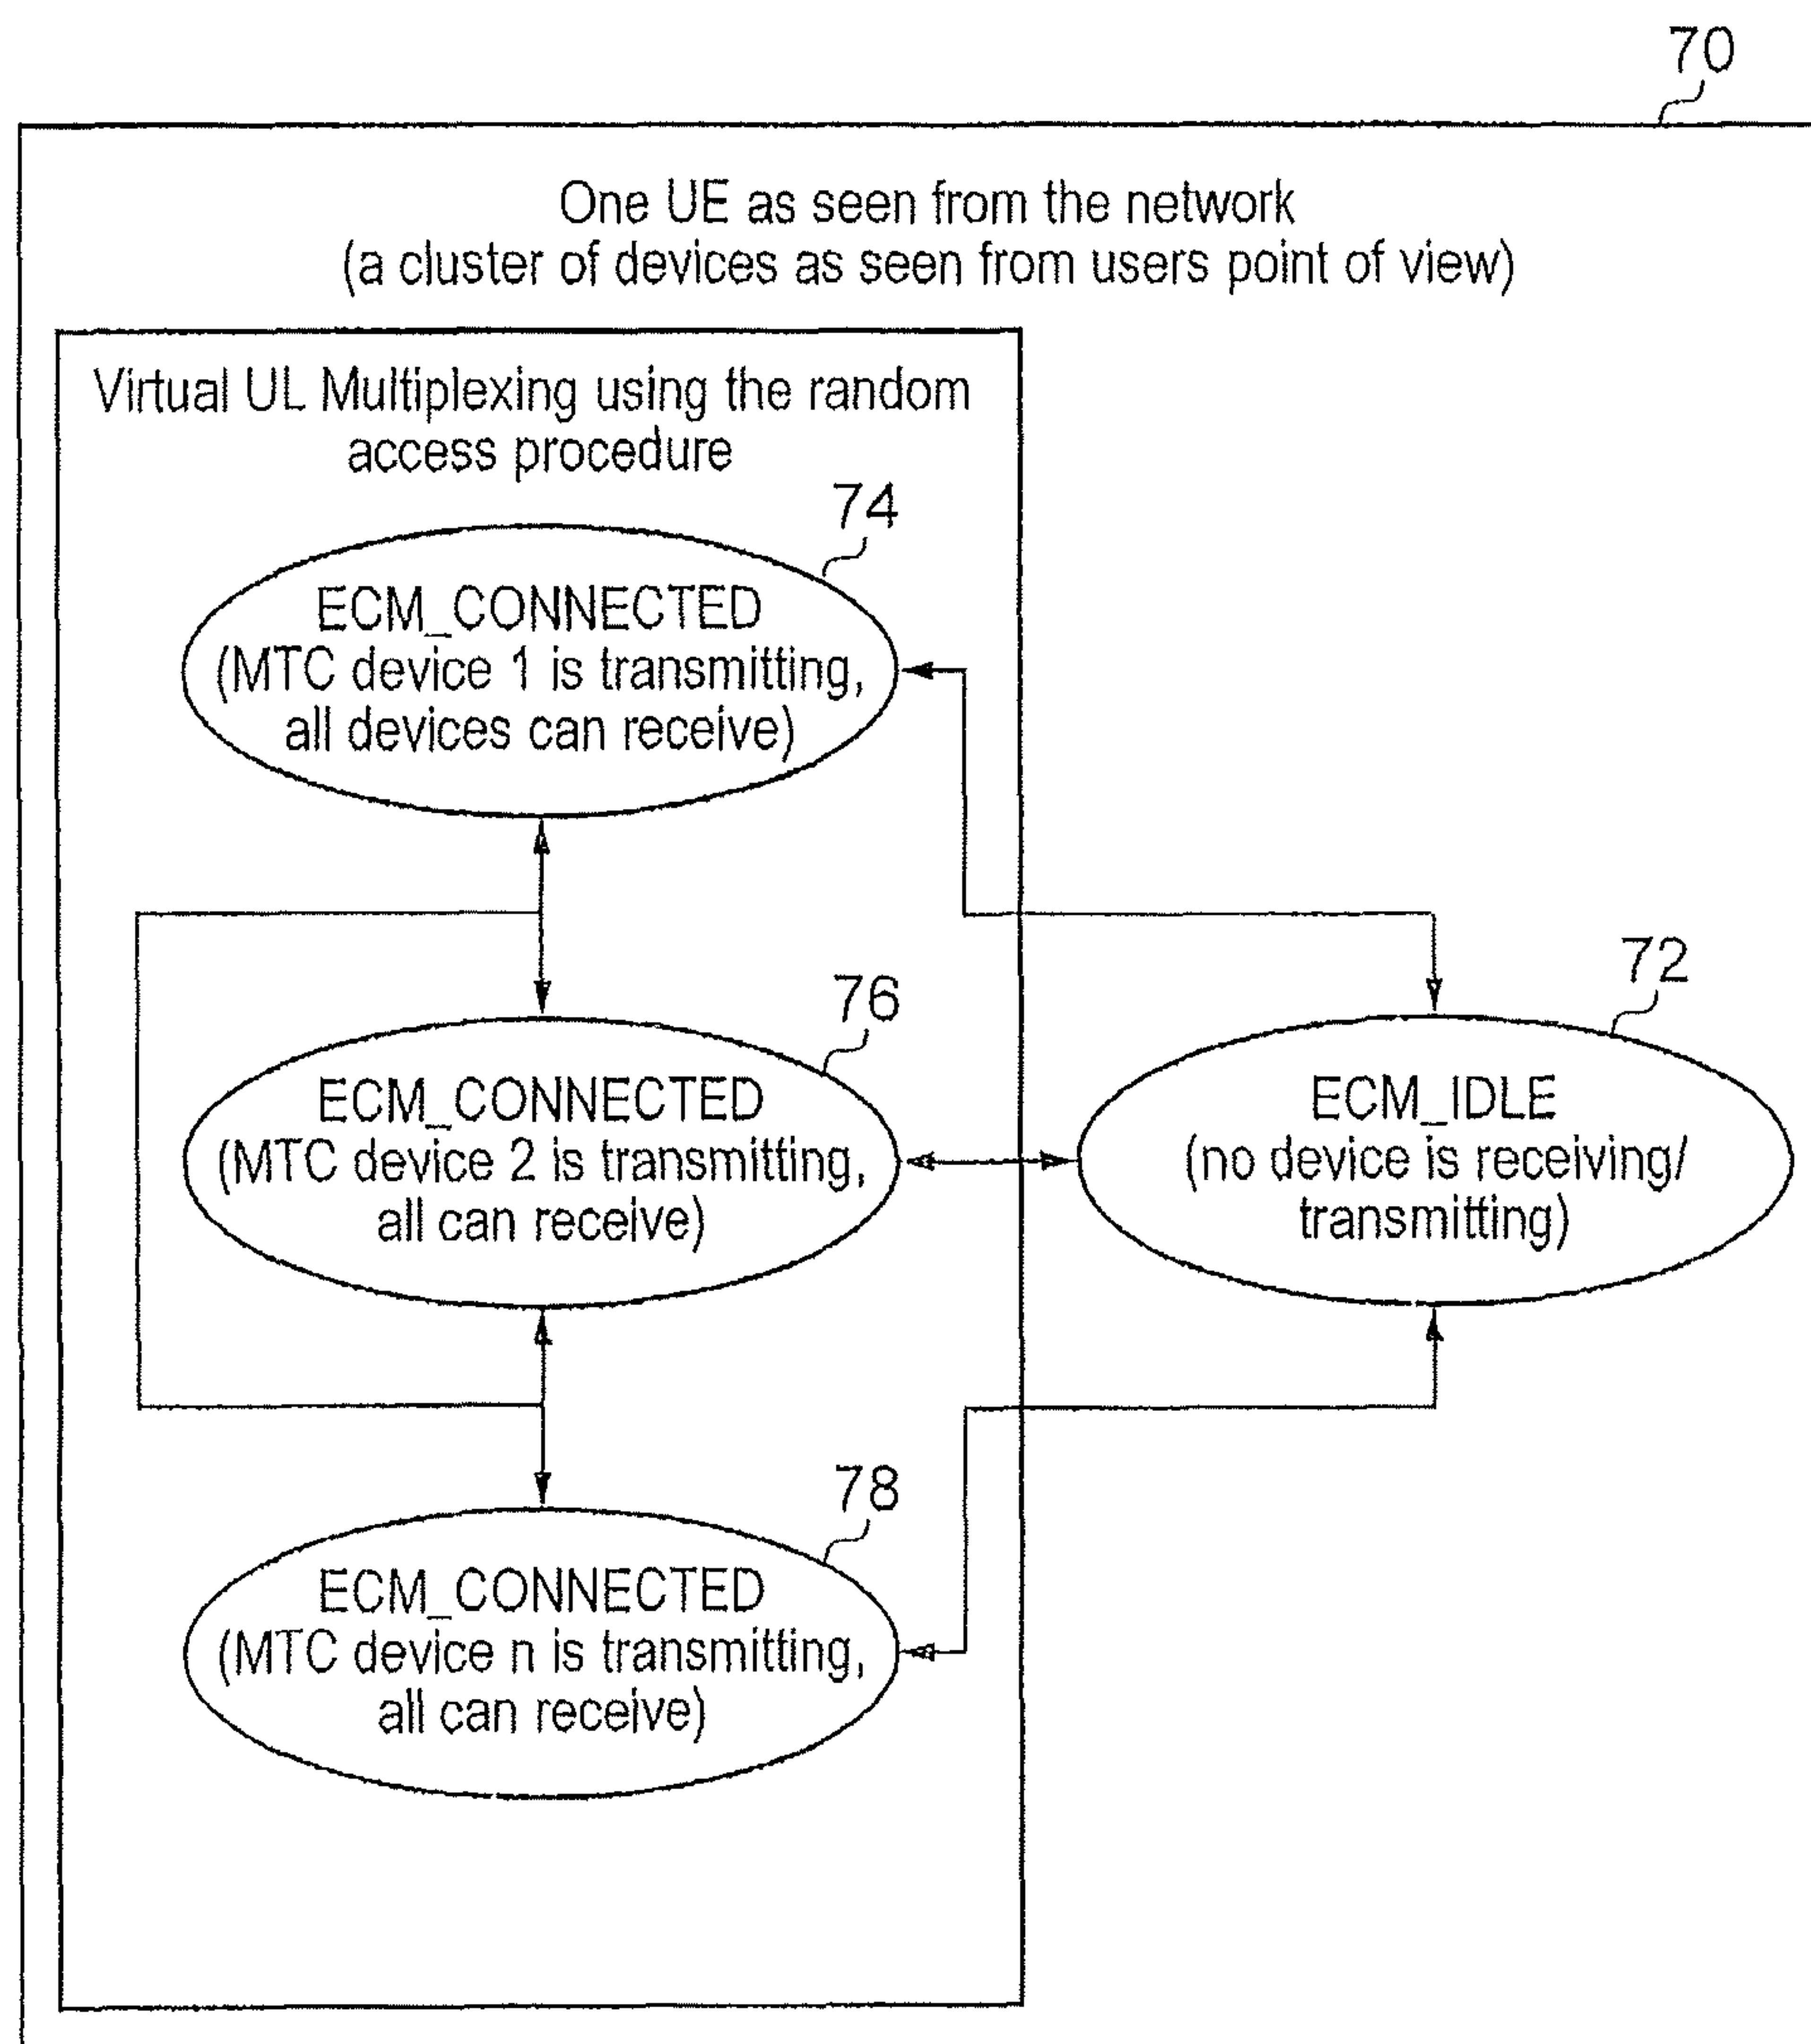 70
One UE as seen from the network
(a cluster of devices as seen from users point of view)
Virtual UL Multiplexing using the random
access procedure
74
ECM_CONNECTED
(MTC device 1 is transmitting,
all devices can receive)
76
ECM_CONNECTED
(MTC device 2 is transmitting,
all can receive)
72
ECM_IDLE
(no device is receiving/
transmitting)
78
ECM_CONNECTED
(MTC device n is transmitting,
all can receive)